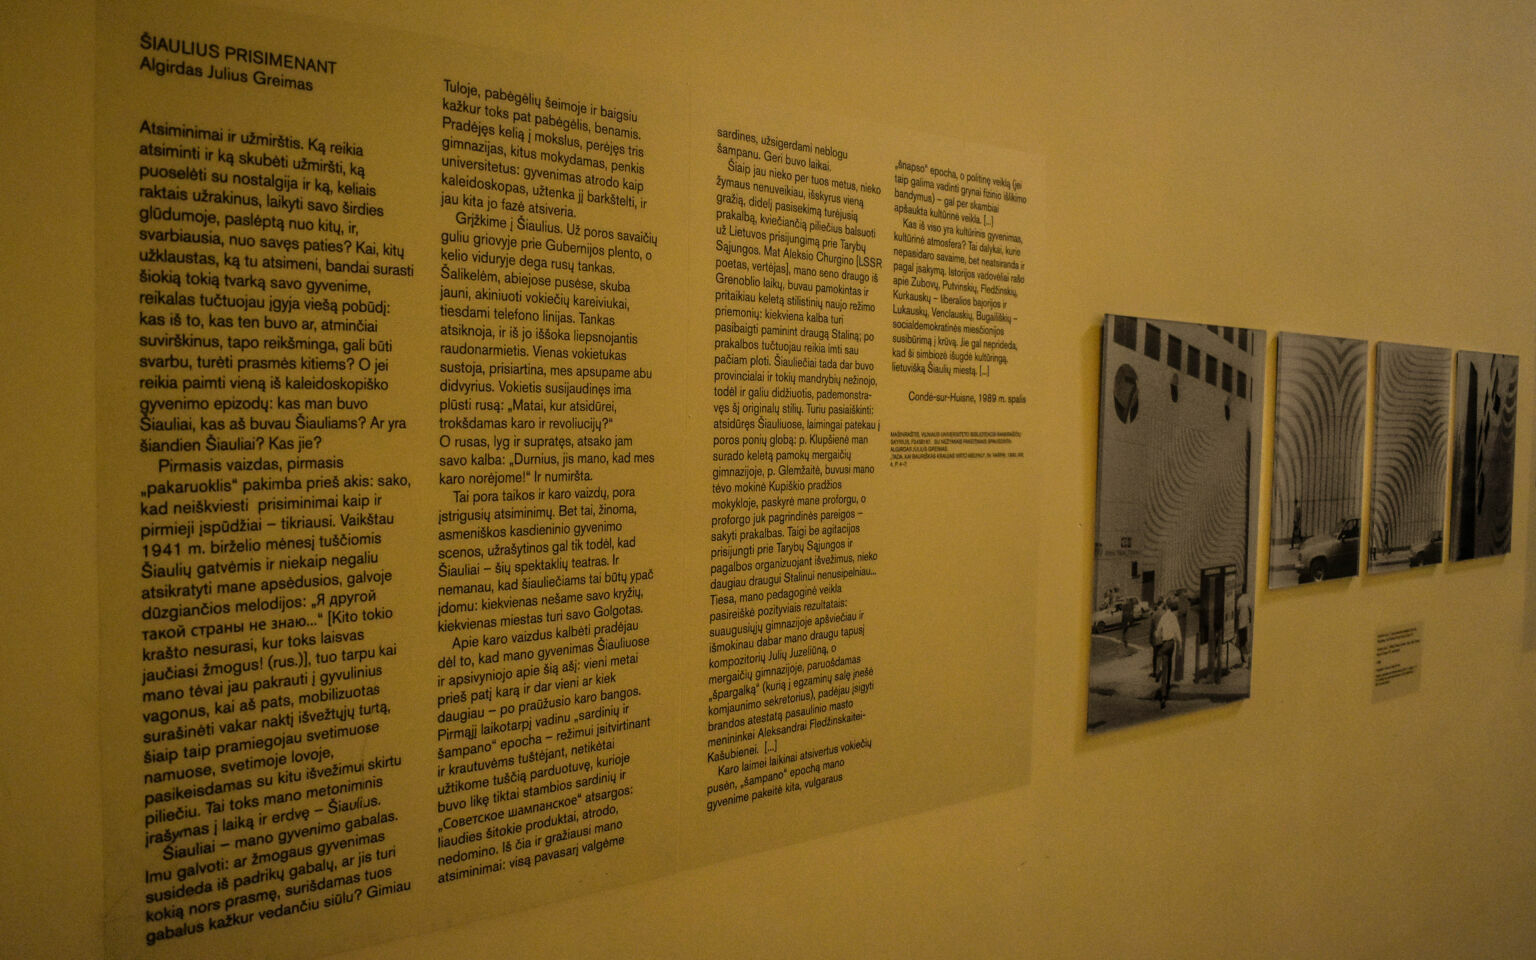 ŠIAULIUS PRISIMENANT
Algirdas Julius Greimas
Atsiminimai ir užmirštis. Ką reikia
atsiminti ir ką skubėti užmiršti, ką
puoselėti su nostalgija ir ką, keliais
raktais užrakinus, laikyti savo širdies
glūdumoje, paslėptą nuo kitų, ir,
svarbiausia, nuo savęs paties? Kai, kitų
užklaustas, ką tu atsimeni, bandai surasti
šiokią tokią tvarką savo gyvenime,
reikalas tučtuojau įgyja viešą pobūdį:
kas iš to, kas ten buvo ar, atminčiai
suvirškinus, tapo reikšminga, gali būti
svarbu, turėti prasmės kitiems? O jei
reikia paimti vieną iš kaleidoskopiško
gyvenimo epizodų: kas man buvo
Šiauliai, kas aš buvau Šiauliams? Ar yra
šiandien Šiauliai? Kas jie?
Pirmasis vaizdas, pirmasis
„pakaruoklis“ pakimba prieš akis: sako,
kad neiškviesti prisiminimai kaip ir
pirmieji įspūdžiai – tikriausi. Vaikštau
1941 m. birželio mėnesį tuščiomis
Šiaulių gatvėmis ir niekaip negaliu
atsikratyti mane apsėdusios, galvoje
dūzgiančios melodijos: „Я другой
такой страны не знаю...“ [Kito tokio
krašto nesurasi, kur toks laisvas
jaučiasi žmogus! (rus.)], tuo tarpu kai
mano tėvai jau pakrauti į gyvulinius
vagonus, kai aš pats, mobilizuotas
surašinėti vakar naktį išvežtųjų turtą,
šiaip taip pramiegojau svetimuose
namuose, svetimoje lovoje,
pasikeisdamas su kitu išvežimui skirtu
piliečiu. Tai toks mano metoniminis
įrašymas į laiką ir erdvę – Šiaulius.
Šiauliai – mano gyvenimo gabalas.
Imu galvoti: ar žmogaus gyvenimas
susideda iš padrikų gabalų, ar jis turi
kokią nors prasmę, surišdamas tuos
gabalus kažkur vedančiu siūlu? Gimiau
Tuloje, pabėgėlių šeimoje ir baigsiu
kažkur toks pat pabėgėlis, benamis.
Pradėjęs kelią į mokslus, perėjęs tris
gimnazijas, kitus mokydamas, penkis
universitetus: gyvenimas atrodo kaip
kaleidoskopas, užtenka jį barkštelti, ir
jau kita jo fazė atsiveria.
Grįžkime į Šiaulius. Už poros savaičių
guliu griovyje prie Gubernijos plento, o
kelio viduryje dega rusų tankas.
Šalikelėm, abiejose pusėse, skuba
jauni, akiniuoti vokiečių kareiviukai,
tiesdami telefono linijas. Tankas
atsiknoja, ir iš jo iššoka liepsnojantis
raudonarmietis. Vienas vokietukas
sustoja, prisiartina, mes apsupame abu
didvyrius. Vokietis susijaudinęs ima
plūsti rusą: „Matai, kur atsidūrei,
trokšdamas karo ir revoliucijų?“
O rusas, lyg ir supratęs, atsako jam
savo kalba: „Durnius, jis mano, kad mes
karo norėjome!“ Ir numiršta.
Tai pora taikos ir karo vaizdų, pora
įstrigusių atsiminimų. Bet tai, žinoma,
asmeniškos kasdieninio gyvenimo
scenos, užrašytinos gal tik todėl, kad
Šiauliai – šių spektaklių teatras. Ir
nemanau, kad šiauliečiams tai būtų ypač
įdomu: kiekvienas nešame savo kryžių,
kiekvienas miestas turi savo Golgotas.
Apie karo vaizdus kalbėti pradėjau
dėl to, kad mano gyvenimas Šiauliuose
ir apsivyniojo apie šią ašį: vieni metai
prieš patį karą ir dar vieni ar kiek
daugiau – po praūžusio karo bangos.
Pirmąjį laikotarpį vadinu „sardinių ir
šampano“ epocha – režimui įsitvirtinant
ir krautuvėms tuštėjant, netikėtai
užtikome tuščią parduotuvę, kurioje
buvo likę tiktai stambios sardinių ir
„Советское шампанское“ atsargos:
liaudies šitokie produktai, atrodo,
nedomino. Iš čia ir gražiausi mano
atsiminimai: visą pavasarį valgėme
sardines, užsigerdami neblogu
šampanu. Geri buvo laikai.
Šiaip jau nieko per tuos metus, nieko
žymaus nenuveikiau, išskyrus vieną
gražią, didelį pasisekimą turėjusią
prakalbą, kviečiančią piliečius balsuoti
už Lietuvos prisijungimą prie Tarybų
Sąjungos. Mat Aleksio Churgino [LSSR
poetas, vertėjas], mano seno draugo iš
Grenoblio laikų, buvau pamokintas ir
pritaikiau keletą stilistinių naujo režimo
priemonių: kiekviena kalba turi
pasibaigti paminint draugą Staliną; po
prakalbos tučtuojau reikia imti sau
pačiam ploti. Šiauliečiai tada dar buvo
provincialai ir tokių mandrybių nežinojo,
todėl ir galiu didžiuotis, pademonstra-
vęs šį originalų stilių. Turiu pasiaiškinti:
atsidūręs Šiauliuose, laimingai patekau į
poros ponių globą: p. Klupšienė man
surado keletą pamokų mergaičių
gimnazijoje, p. Glemžaitė, buvusi mano
tėvo mokinė Kupiškio pradžios
mokykloje, paskyrė mane proforgu, o
proforgo juk pagrindinės pareigos –
sakyti prakalbas. Taigi be agitacijos
prisijungti prie Tarybų Sąjungos ir
pagalbos organizuojant išvežimus, nieko
daugiau draugui Stalinui nenusipelniau...
Tiesa, mano pedagoginė veikla
pasireiškė pozityviais rezultatais:
suaugusiųjų gimnazijoje apšviečiau ir
išmokinau dabar mano draugu tapusį
kompozitorių Julių Juzeliūną, o
mergaičių gimnazijoje, paruošdamas
„špargalką“ (kurią į egzaminų salę įnešė
komjaunimo sekretorius), padėjau įsigyti
brandos atestatą pasaulinio masto
menininkei Aleksandrai Fledžinskaitei-
Kašubienei. [...]
Karo laimei laikinai atsivertus vokiečių
pusėn, „šampano“ epochą mano
gyvenime pakeitė kita, vulgaraus
„šnapso“ epocha, o politinę veiklą (jei
taip galima vadinti grynai fizinio išlikimo
bandymus) – gal per skambiai
apšaukta kultūrinė veikla. [...]
Kas iš viso yra kultūrinis gyvenimas,
kultūrinė atmosfera? Tai dalykai, kurie
nepasidaro savaime, bet neatsiranda ir
pagal įsakymą. Istorijos vadovėliai rašo
apie Zubovų, Putvinskių, Fledžinskių,
Kurkauskų – liberalios bajorijos ir
Lukauskų, Venclauskų, Bugailiškių –
socialdemokratinės miesčionijos
susibūrimą į krūvą. Jie gal neprideda,
kad ši simbiozė išugdė kultūringą,
lietuvišką Šiaulių miestą. [...]
Condé-sur-Huisne, 1989 m. spalis